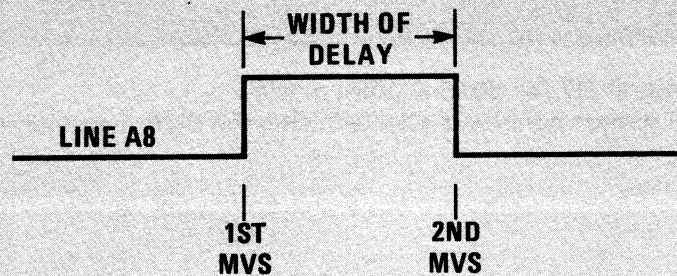 WIDTH OF
DELAY
LINE A8
1ST
MVS
2ND
MVS